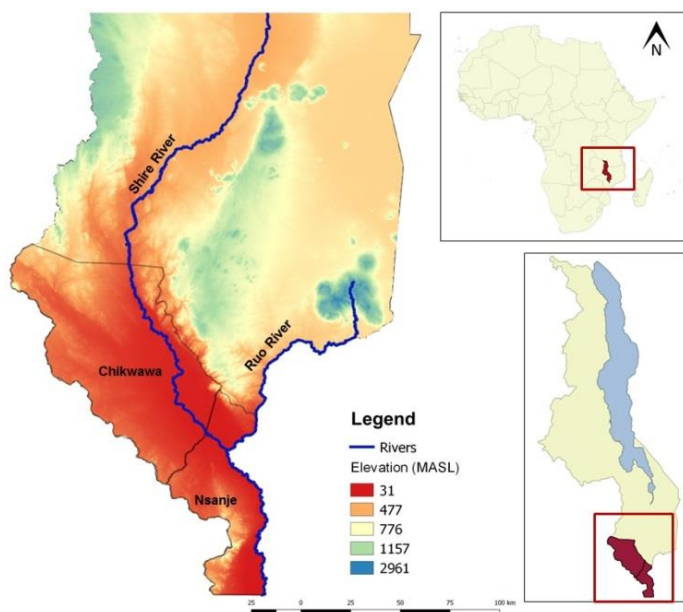 N
Shire River
Ruo River
Chikwawa
Nsanje
Legend
Rivers
Elevation (MASL)
31
477
776
1157
2961
25 0 25 50 75 100 km